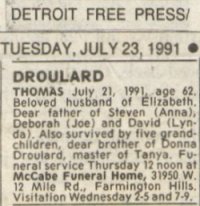 DETROIT FREE PRESS/
TUESDAY, JULY 23, 1991 ●
DROULARD
THOMAS July 21, 1991, age 62.
Beloved husband of Elizabeth.
Dear father of Steven (Anna),
Deborah (Joe) and David (Lyn-
da). Also survived by five grand-
children, dear brother of Donna
Droulard, master of Tanya. Fu-
neral service Thursday 12 noon at
McCabe Funeral Home, 31950 W.
12 Mile Rd., Farmington Hills.
Visitation Wednesday 2-5 and 7-9.